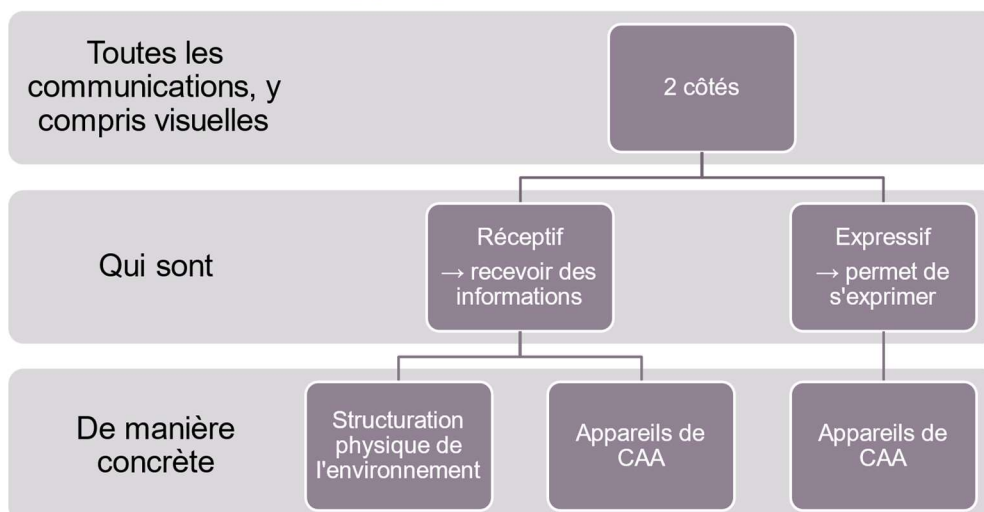 Toutes les
communications, y
compris visuelles
2 côtés
Qui sont
Réceptif
→ recevoir des
informations
Expressif
→ permet de
s'exprimer
De manière
concrète
Structuration
physique de
l'environnement
Appareils de
CAA
Appareils de
CAA